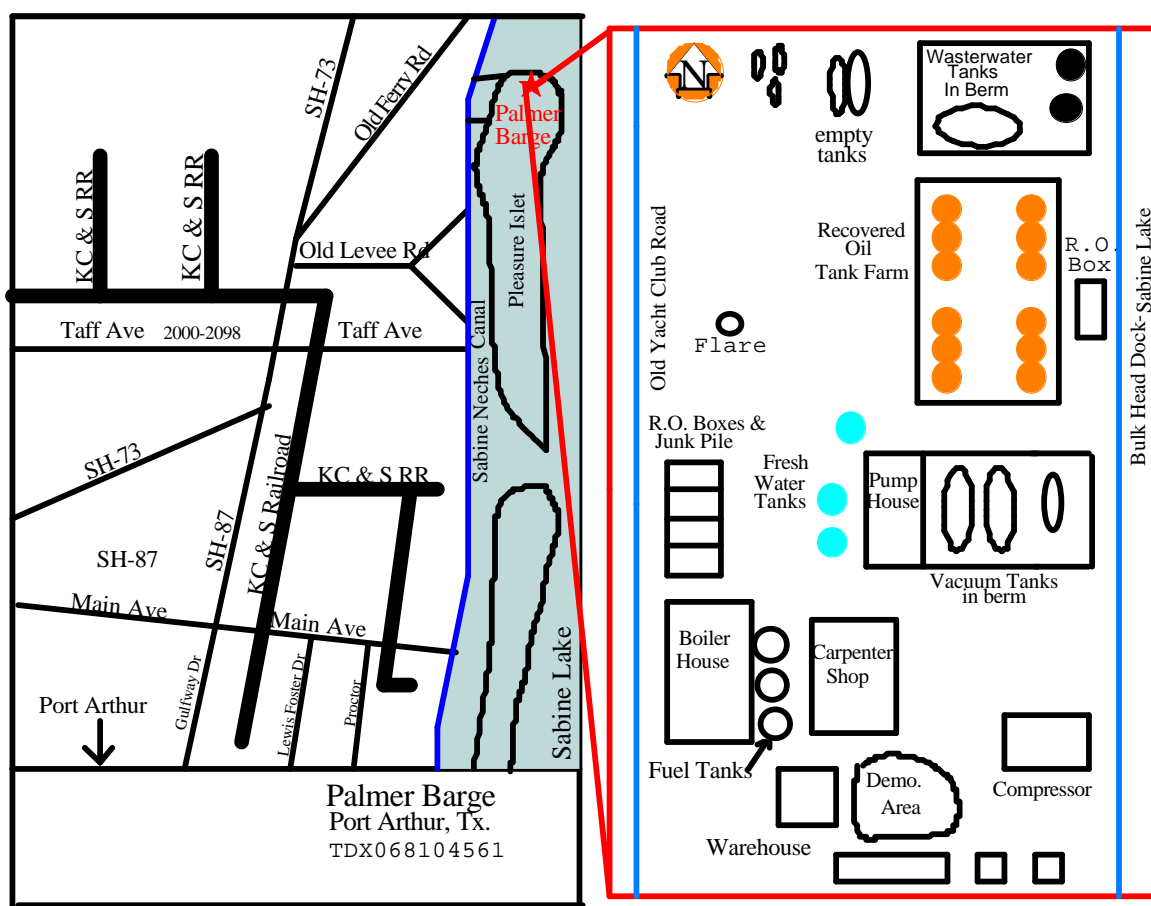 SH-73
Old Ferry Rd
Palmer
Barge
KC & S RR
KC & S RR
Pleasure Islet
Old Levee Rd
Taff Ave
2000-2098
Taff Ave
Sabine Neches Canal
SH-73
KC & S Railroad
KC & S RR
SH-87
SH-87
Main Ave
Main Ave
Gulfway Dr
Lewis Foster Dr
Proctor
Port Arthur
Sabine Lake
Palmer Barge
Port Arthur, Tx.
TDX068104561
N
empty
tanks
Wasterwater
Tanks
In Berm
Old Yacht Club Road
Recovered
Oil
Tank Farm
R.O.
Box
Bulk Head Dock-Sabine Lake
Flare
R.O. Boxes &
Junk Pile
Fresh
Water
Tanks
Pump
House
Vacuum Tanks
in berm
Boiler
House
Carpenter
Shop
Fuel Tanks
Demo.
Area
Compressor
Warehouse